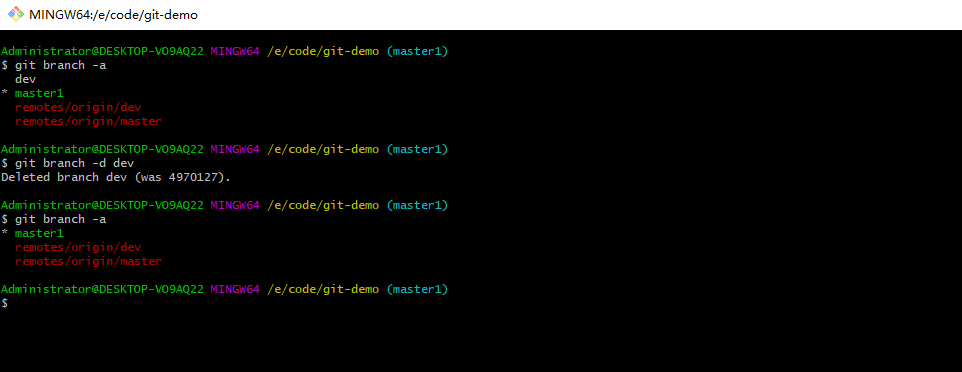 MINGW64:/e/code/git-demo
Administrator@DESKTOP-VO9AQ22 MINGW64 /e/code/git-demo (master1)
$ git branch -a
  dev
* master1
  remotes/origin/dev
  remotes/origin/master
Administrator@DESKTOP-VO9AQ22 MINGW64 /e/code/git-demo (master1)
$ git branch -d dev
Deleted branch dev (was 4970127).
Administrator@DESKTOP-VO9AQ22 MINGW64 /e/code/git-demo (master1)
$ git branch -a
* master1
  remotes/origin/dev
  remotes/origin/master
Administrator@DESKTOP-VO9AQ22 MINGW64 /e/code/git-demo (master1)
$